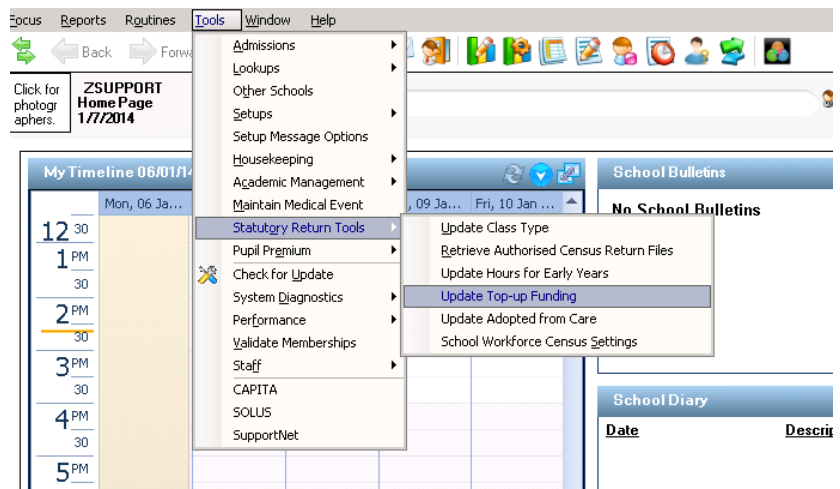 Focus Reports Routines Tools Window Help
Back
Click for photogr aphers.
ZSUPPORT
Home Page
1/7/2014
Admissions
Lookups
Other Schools
Setups
Setup Message Options
Housekeeping
Academic Management
Maintain Medical Event
Statutory Return Tools
Pupil Premium
Check for Update
System Diagnostics
Performance
Validate Memberships
Staff
CAPITA
SOLUS
SupportNet
Update Class Type
Retrieve Authorised Census Return Files
Update Hours for Early Years
Update Top-up Funding
Update Adopted from Care
School Workforce Census Settings
My Timeline 06/01/1
Mon, 06 Ja... , 09 Ja... Fri, 10 Jan ...
12 30
1 PM
30
2 PM
30
3 PM
30
4 PM
30
5 PM
School Bulletins
No School Bulletins
School Diary
Date